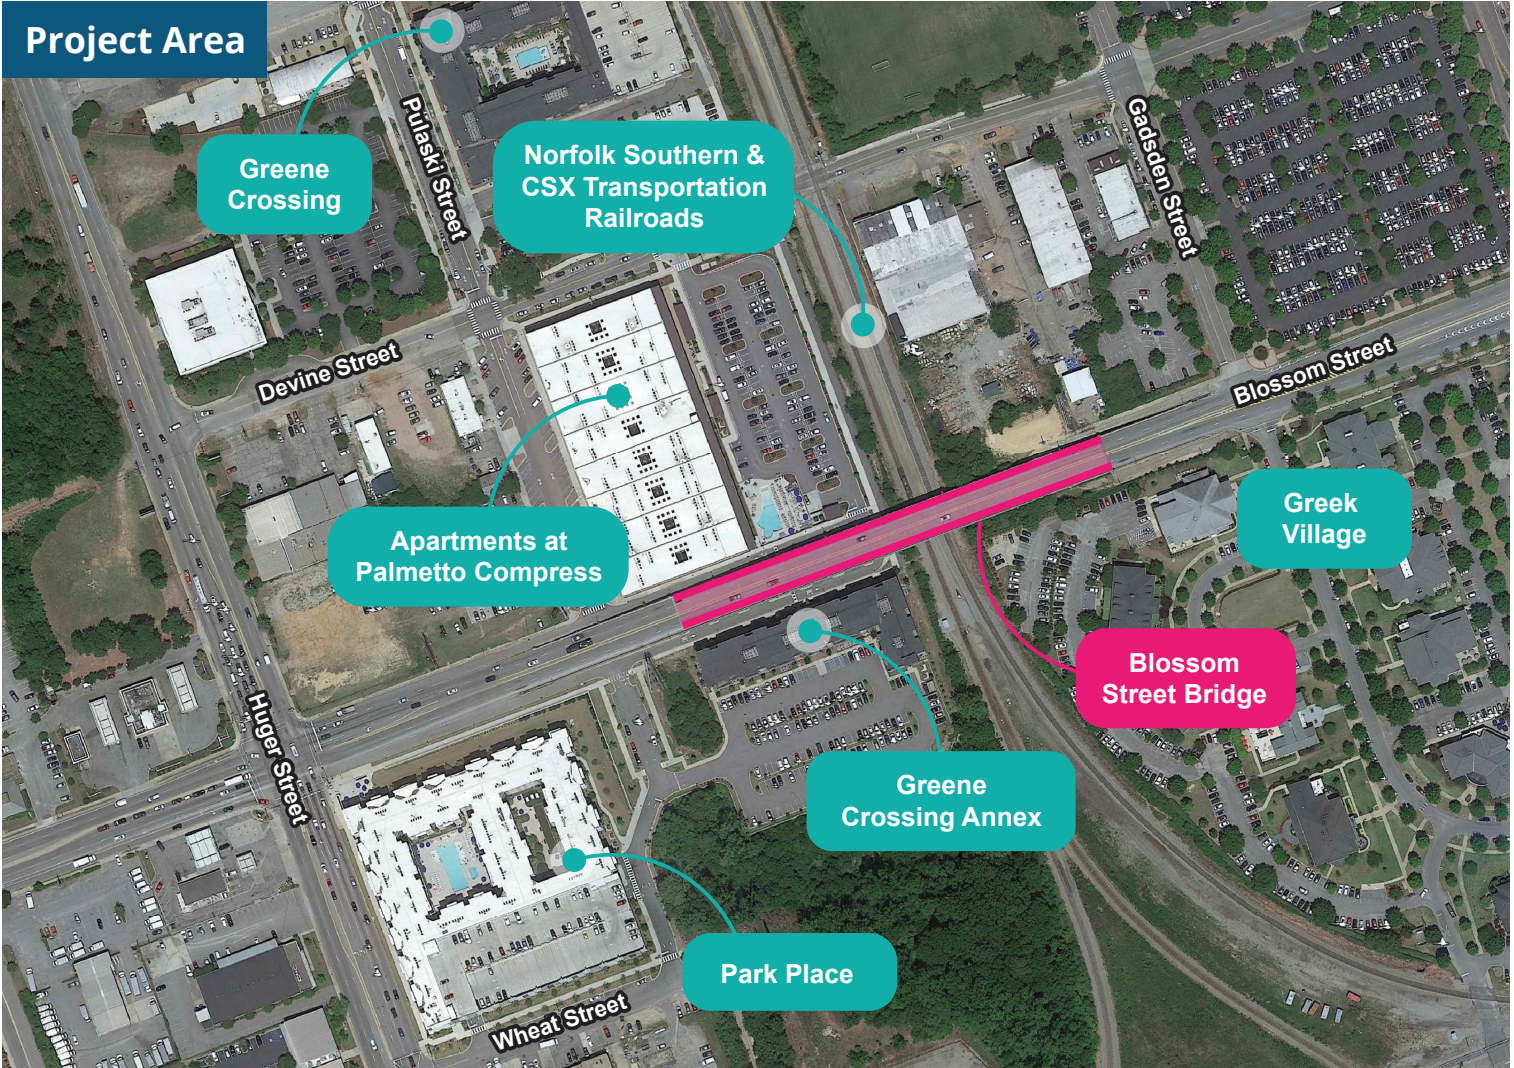 Project Area
Greene
Crossing
Pulaski Street
Norfolk Southern &
CSX Transportation
Railroads
Gadsden Street
Devine Street
Blossom Street
Apartments at
Palmetto Compress
Greek
Village
Blossom
Street Bridge
Huger Street
Greene
Crossing Annex
Park Place
Wheat Street